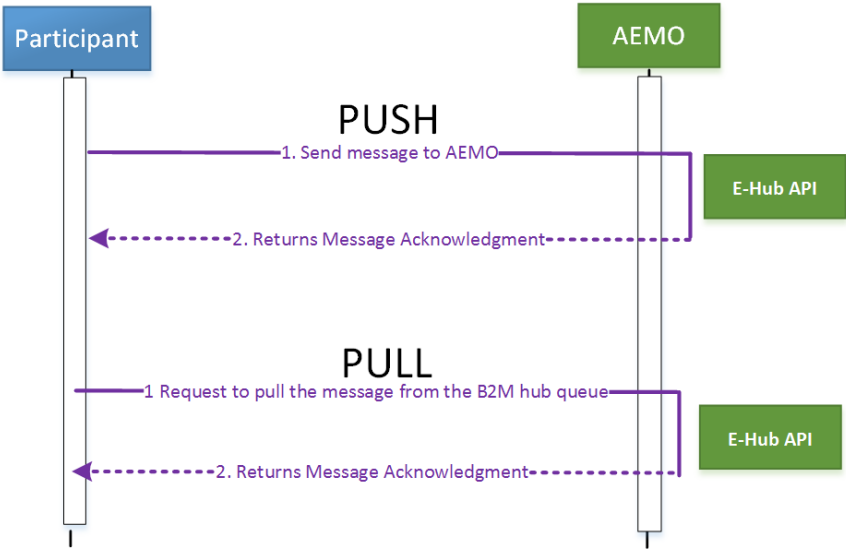 Participant
AEMO
PUSH
1. Send message to AEMO
E-Hub API
2. Returns Message Acknowledgment
PULL
1 Request to pull the message from the B2M hub queue
E-Hub API
2. Returns Message Acknowledgment